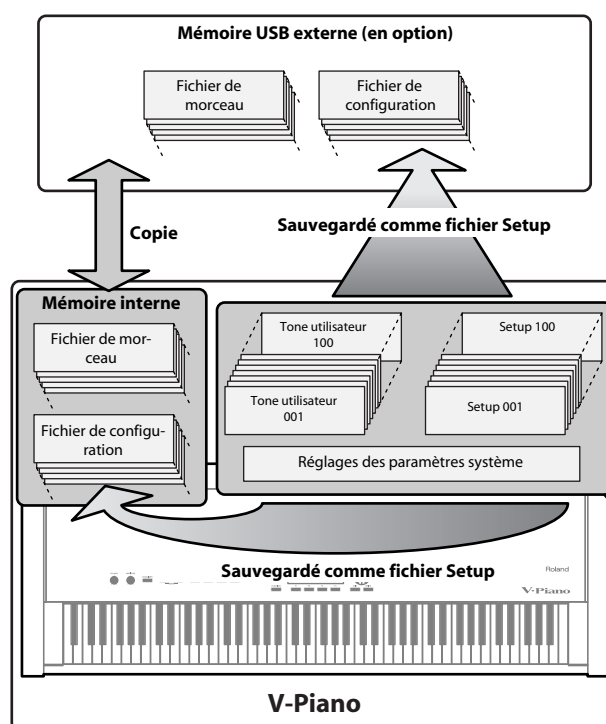 Mémoire USB externe (en option)
Fichier de
morceau
Fichier de
configuration
Copie
Sauvegardé comme fichier Setup
Mémoire interne
Fichier de mor-
ceau
Fichier de configu-
ration
Tone utilisateur
100
Tone utilisateur
001
Setup 100
Setup 001
Réglages des paramètres système
Sauvegardé comme fichier Setup
Roland
V-Piano
V-Piano